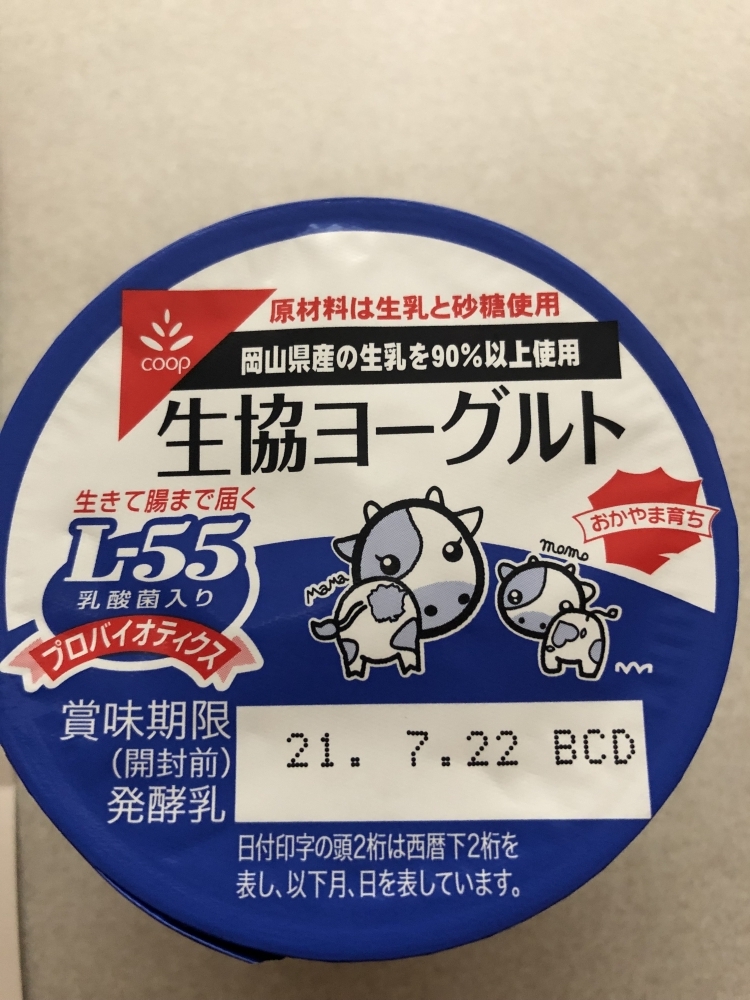 原材料は生乳と砂糖使用
coop
岡山県産の生乳を90%以上使用
生協ヨーグルト
生きて腸まで届く
L-55
乳酸菌入り
プロバイオティクス
おかやま育ち
mama
momo
賞味期限
(開封前)
発酵乳
21. 7.22 BCD
日付印字の頭2桁は西暦下2桁を
表し、以下月、日を表しています。